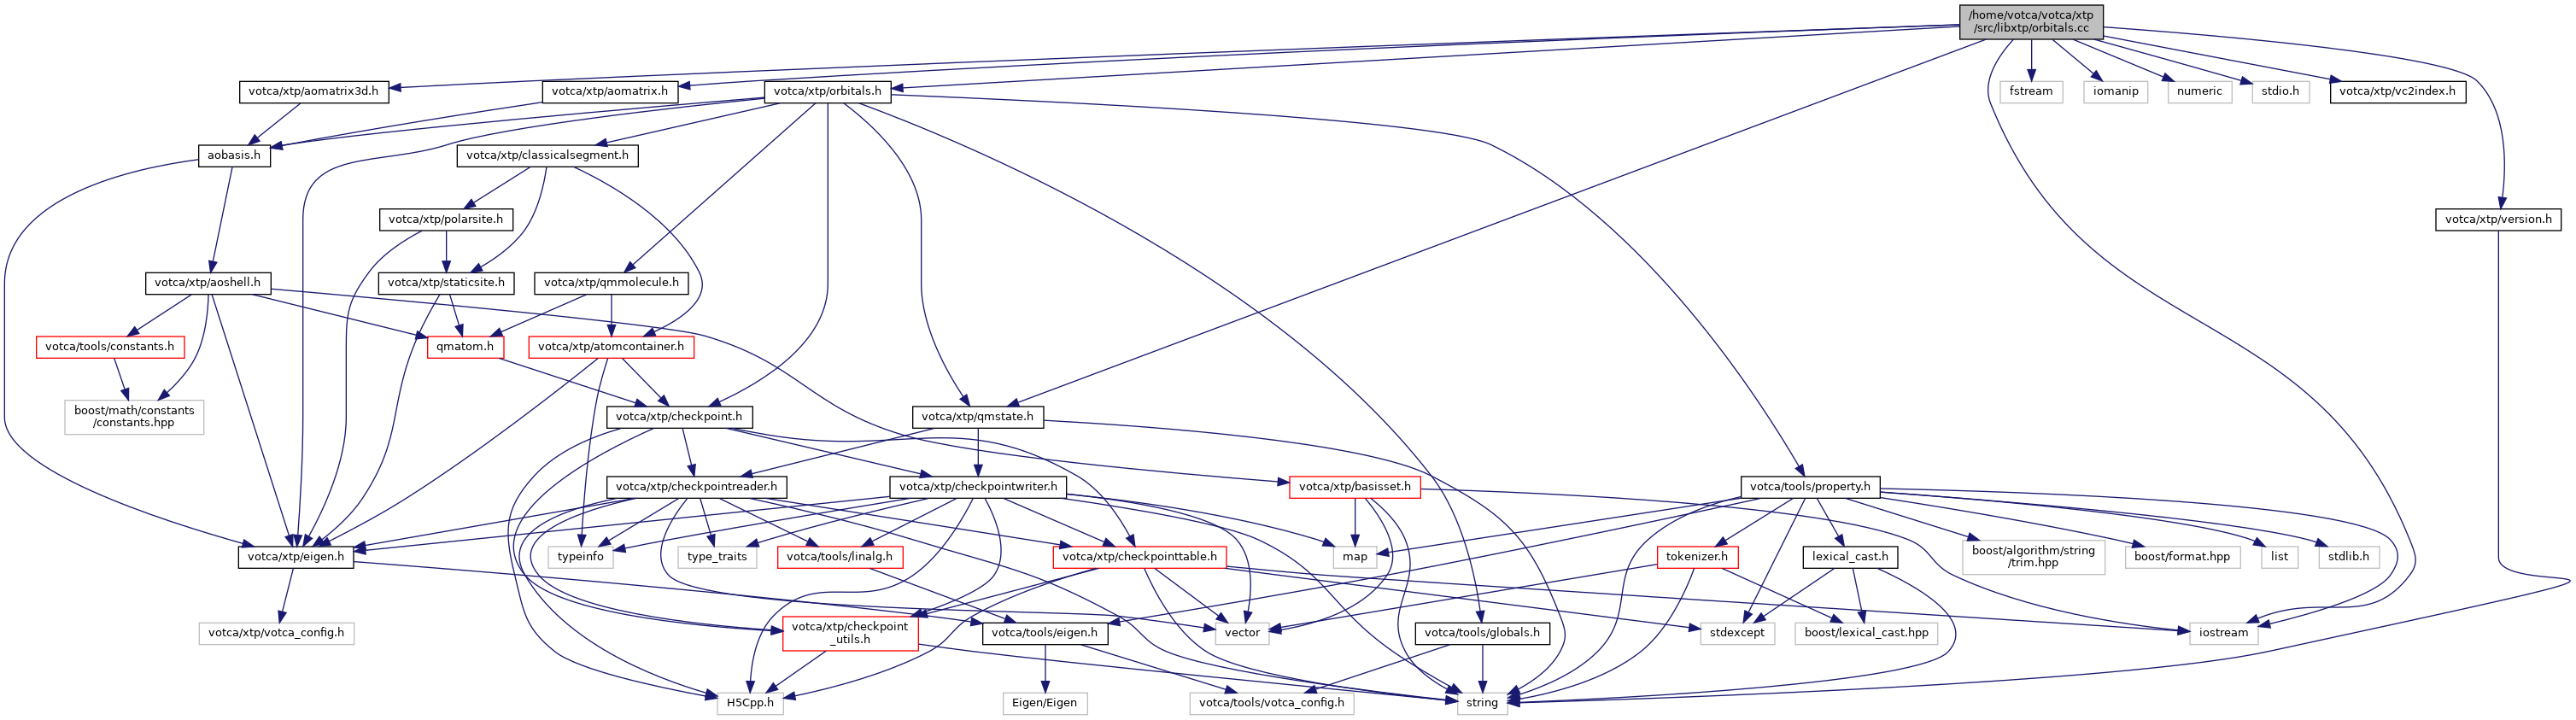 /home/votca/votca/xtp
/src/libxtp/orbitals.cc
votca/xtp/aomatrix3d.h
votca/xtp/aomatrix.h
votca/xtp/orbitals.h
fstream
iomanip
numeric
stdio.h
votca/xtp/vc2index.h
aobasis.h
votca/xtp/classicalsegment.h
votca/xtp/polarsite.h
votca/xtp/version.h
votca/xtp/aoshell.h
votca/xtp/staticsite.h
votca/xtp/qmmolecule.h
votca/tools/constants.h
qmatom.h
votca/xtp/atomcontainer.h
boost/math/constants
/constants.hpp
votca/xtp/checkpoint.h
votca/xtp/qmstate.h
votca/xtp/checkpointreader.h
votca/xtp/checkpointwriter.h
votca/xtp/basisset.h
votca/tools/property.h
votca/xtp/eigen.h
typeinfo
type_traits
votca/tools/linalg.h
votca/xtp/checkpointtable.h
map
tokenizer.h
lexical_cast.h
boost/algorithm/string
/trim.hpp
boost/format.hpp
list
stdlib.h
votca/xtp/votca_config.h
votca/xtp/checkpoint
_utils.h
votca/tools/eigen.h
vector
votca/tools/globals.h
stdexcept
boost/lexical_cast.hpp
iostream
H5Cpp.h
Eigen/Eigen
votca/tools/votca_config.h
string